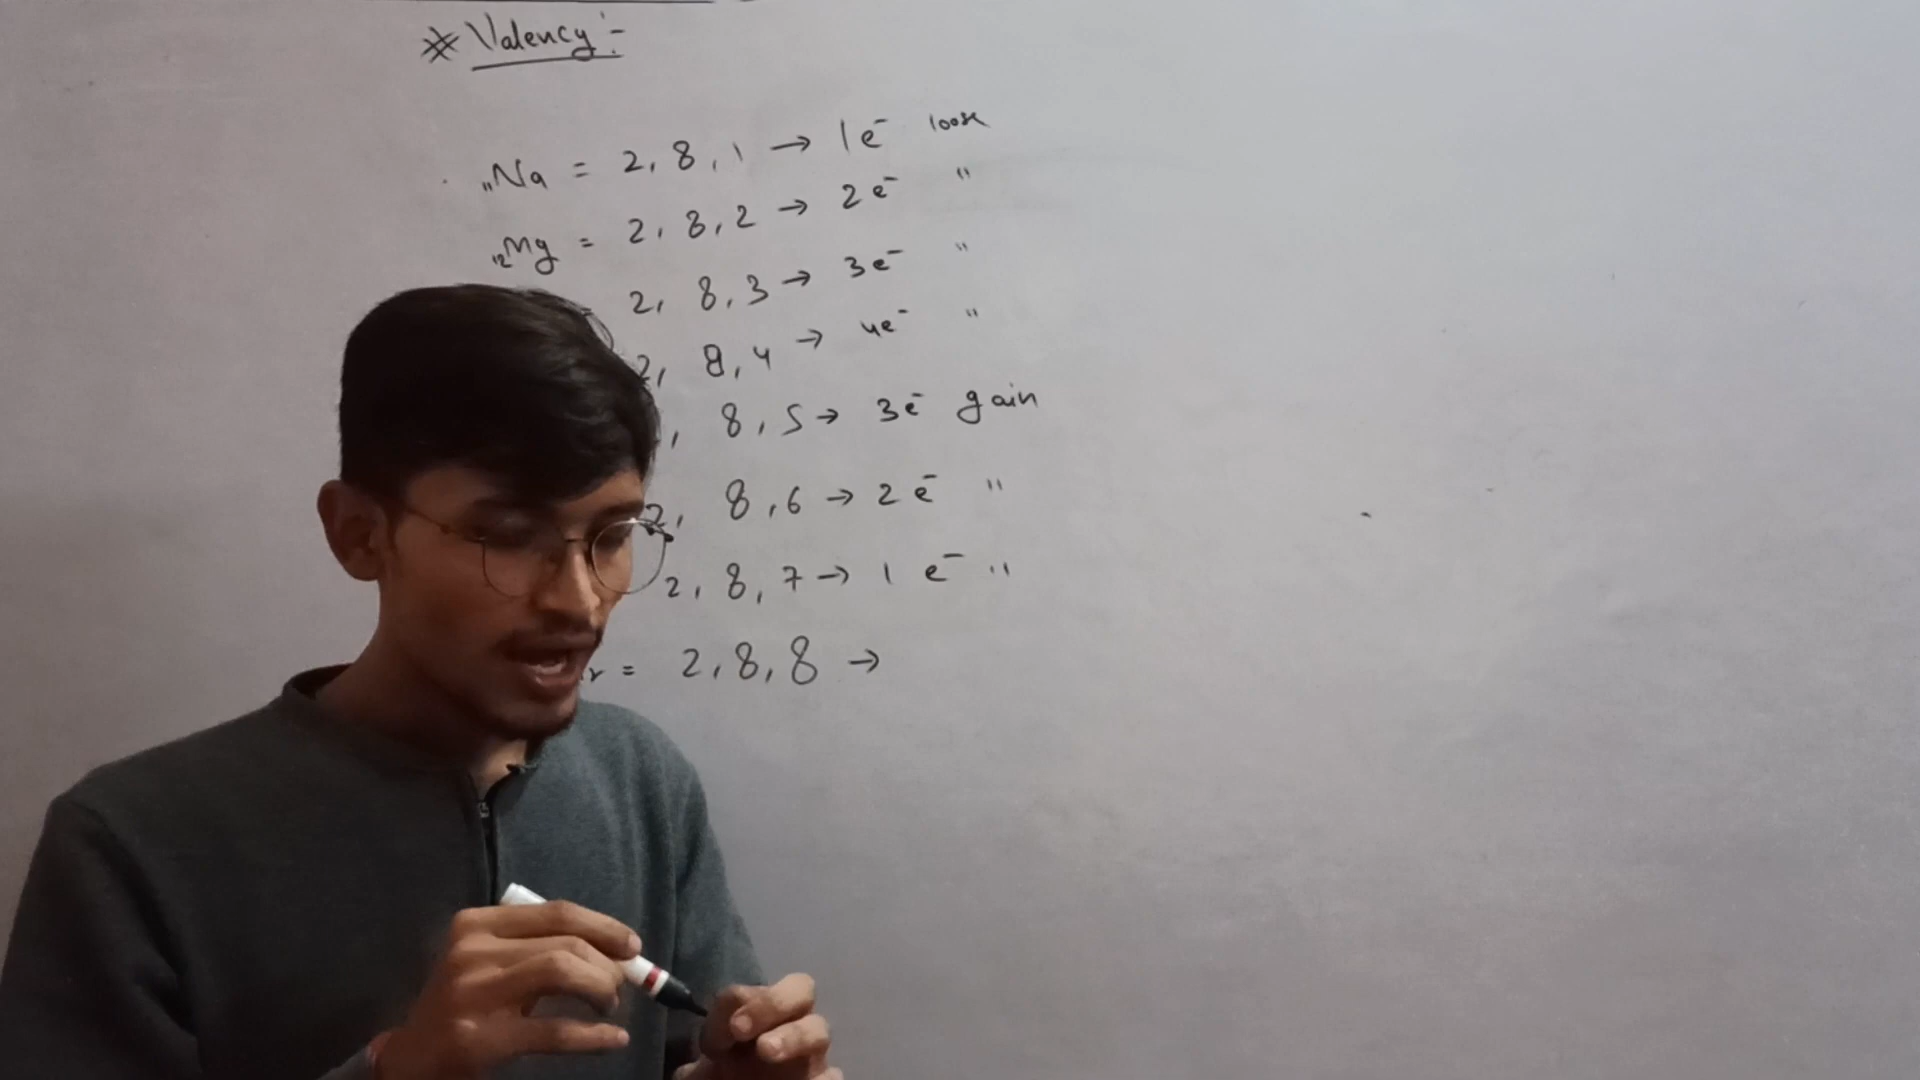 * Valency :-
11Na = 2, 8, 1 → 1e⁻ loose
12Mg = 2, 8, 2 → 2e⁻ "
2, 8, 3 → 3e⁻ "
2, 8, 4 → 4e⁻ "
, 8, 5 → 3e⁻ gain
2, 8, 6 → 2e⁻ "
2, 8, 7 → 1 e⁻ "
r = 2, 8, 8 →